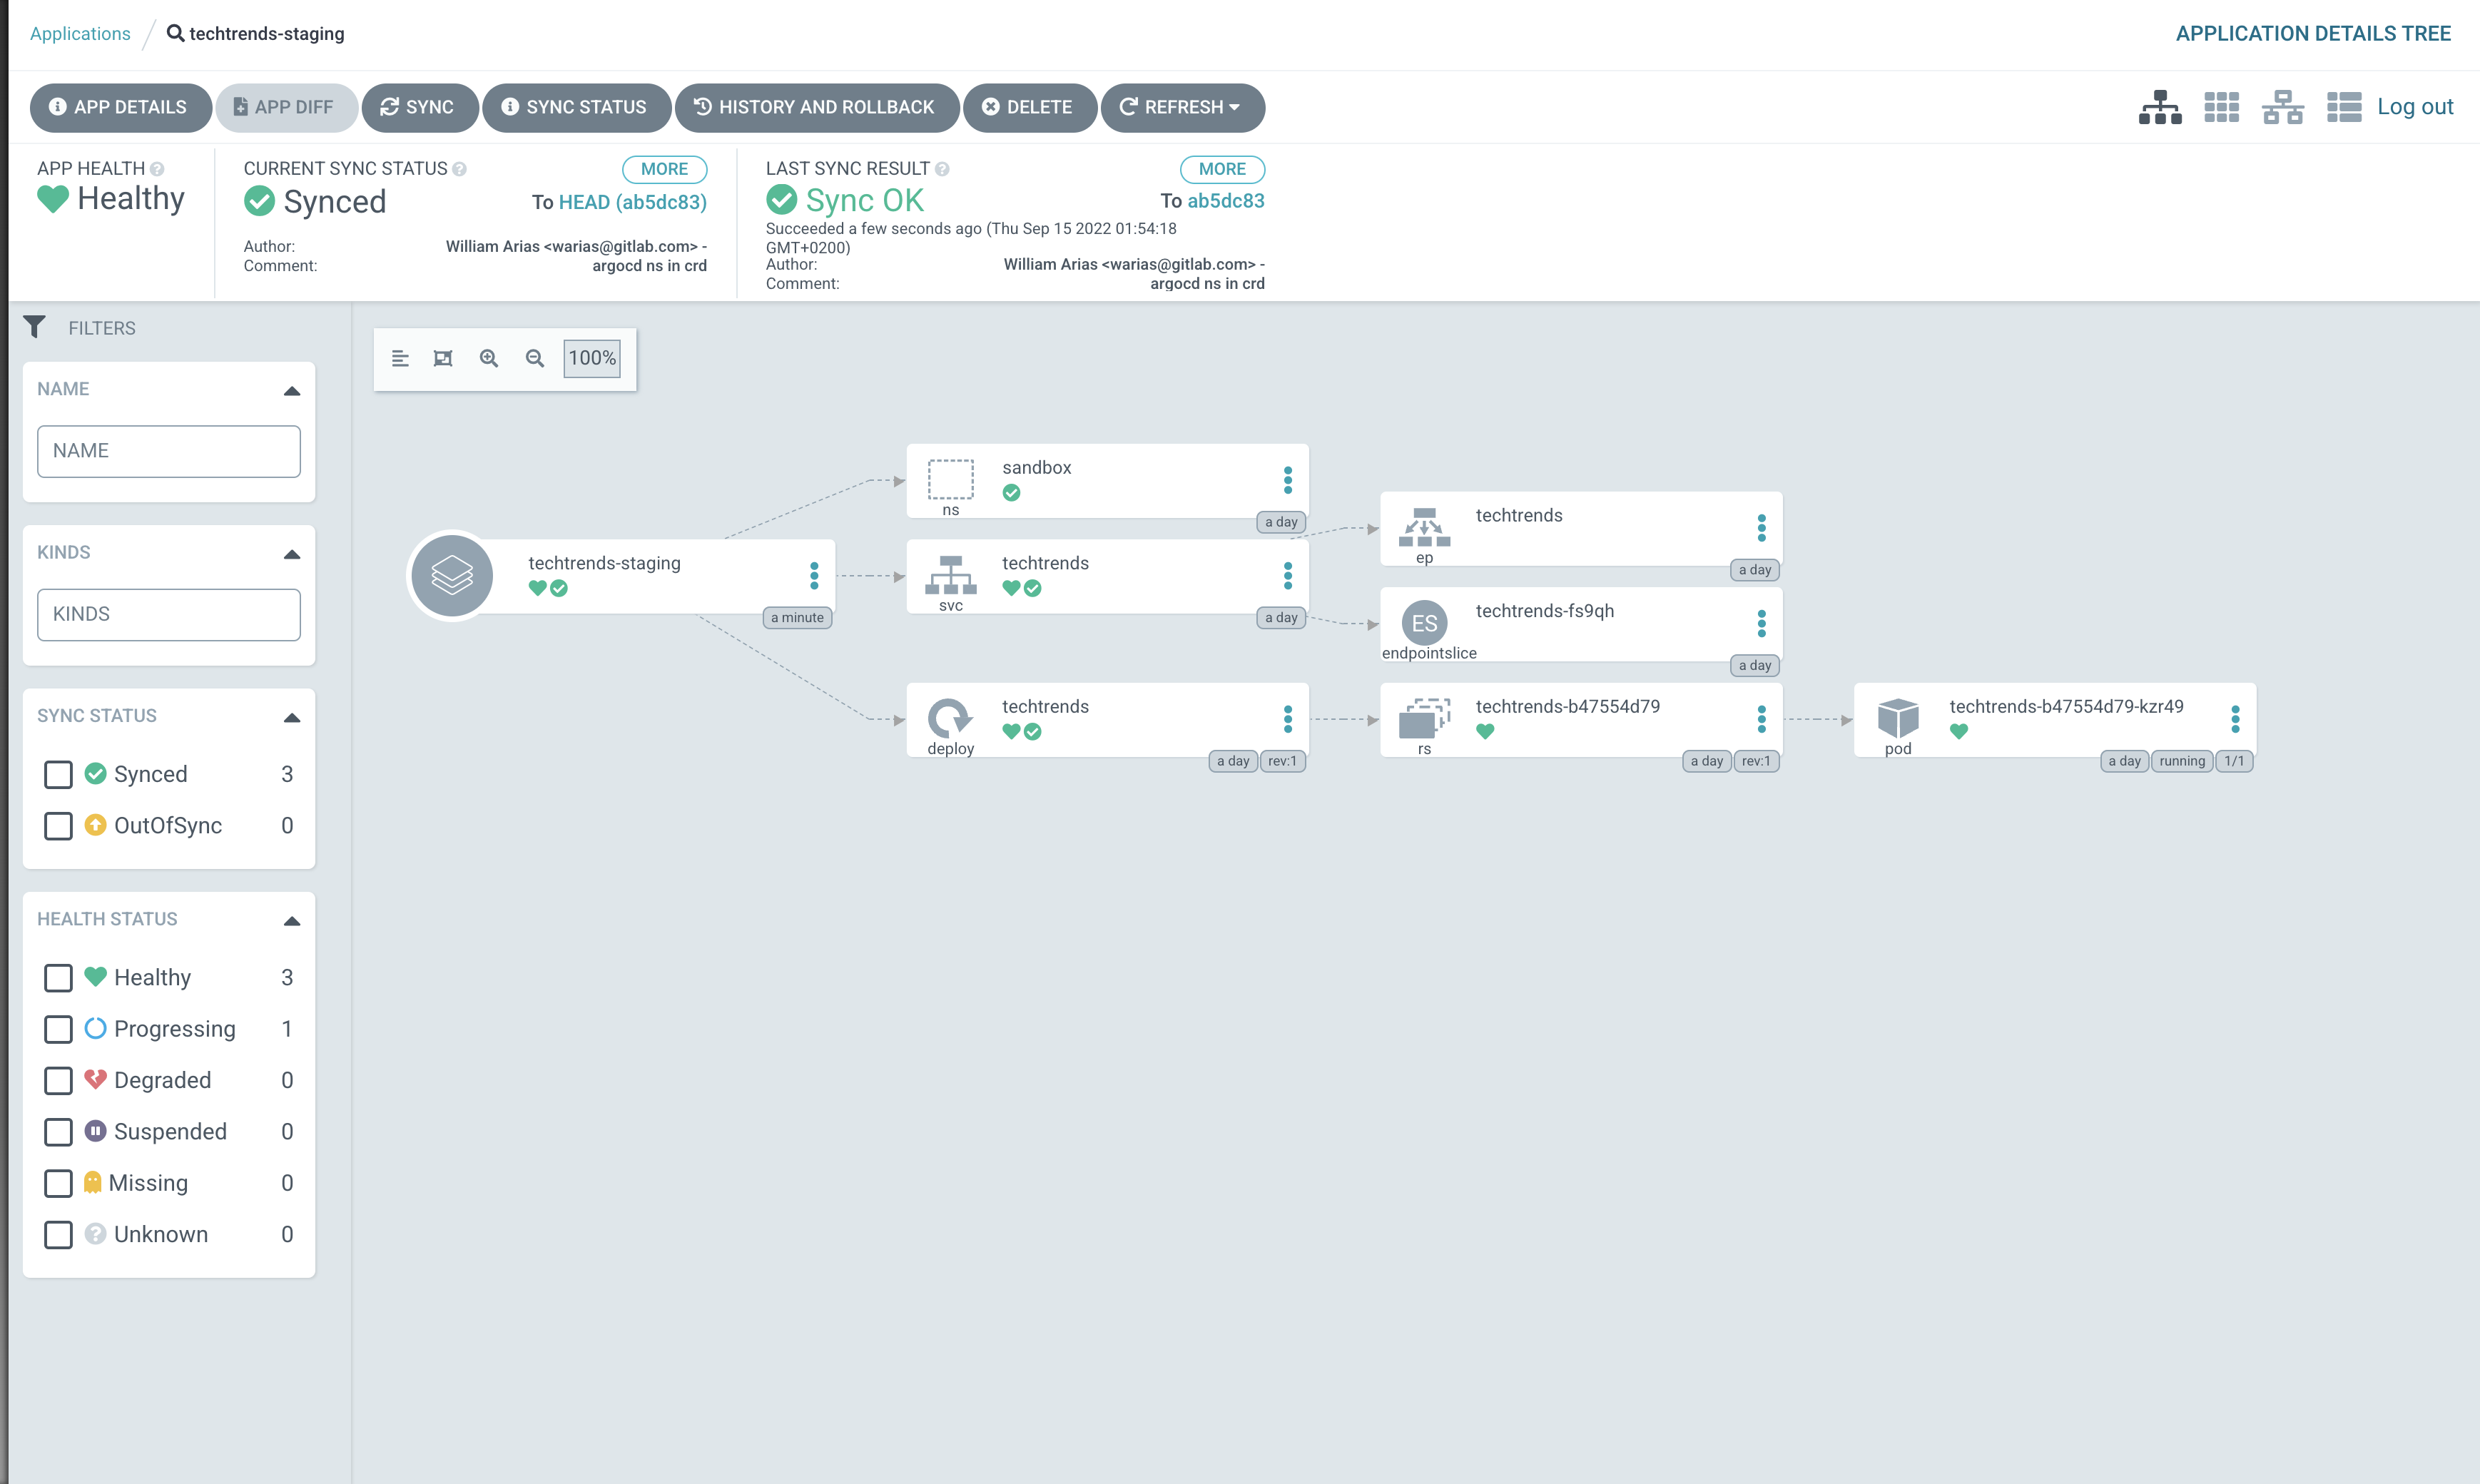 Applications / techtrends-staging
APPLICATION DETAILS TREE
APP DETAILS
APP DIFF
SYNC
SYNC STATUS
HISTORY AND ROLLBACK
DELETE
REFRESH
Log out
APP HEALTH ?
Healthy
CURRENT SYNC STATUS ?
MORE
Synced
To HEAD (ab5dc83)
Author:
William Arias <warias@gitlab.com> -
Comment:
argocd ns in crd
LAST SYNC RESULT ?
MORE
Sync OK
To ab5dc83
Succeeded a few seconds ago (Thu Sep 15 2022 01:54:18
GMT+0200)
Author:
William Arias <warias@gitlab.com> -
Comment:
argocd ns in crd
FILTERS
NAME
NAME
KINDS
KINDS
SYNC STATUS
Synced 3
OutOfSync 0
HEALTH STATUS
Healthy 3
Progressing 1
Degraded 0
Suspended 0
Missing 0
Unknown 0
100%
techtrends-staging
a minute
sandbox
ns
a day
techtrends
svc
a day
techtrends
ep
a day
ES
techtrends-fs9qh
endpointslice
a day
techtrends
deploy
a day
rev:1
techtrends-b47554d79
rs
a day
rev:1
techtrends-b47554d79-kzr49
pod
a day
running
1/1